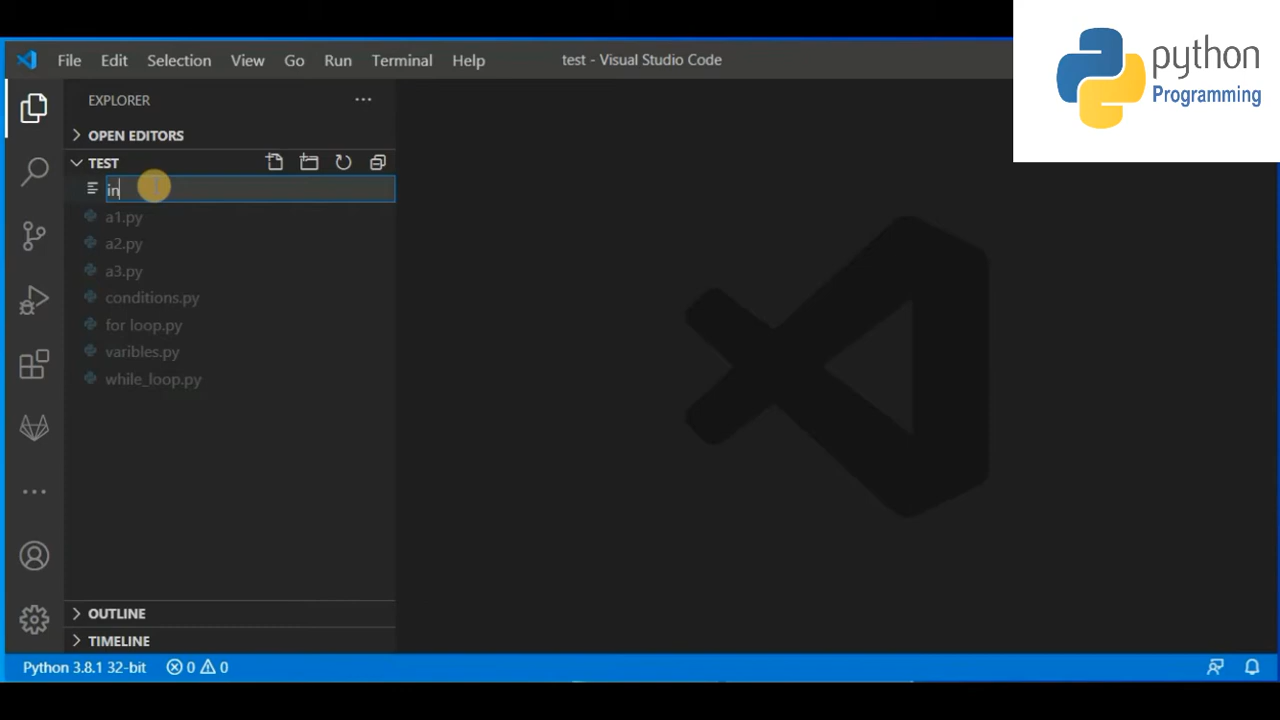 File Edit Selection View Go Run Terminal Help test - Visual Studio Code
python
Programming
EXPLORER
OPEN EDITORS
TEST
in
a1.py
a2.py
a3.py
conditions.py
for loop.py
varibles.py
while_loop.py
OUTLINE
TIMELINE
Python 3.8.1 32-bit 0 0